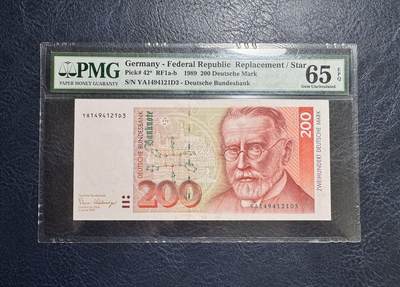 PMG
PAPER MONEY GUARANTY
Germany - Federal Republic Replacement / Star
Pick# 42* RF1a-b 1989 200 Deutsche Mark
S/N YA1494121D3 - Deutsche Bundesbank
65 EPQ
Gem Uncirculated
YA1494121D3
DEUTSCHE BUNDESBANK
Banknote
200
200
ZWEIHUNDERT DEUTSCHE MARK
YA1494121D3